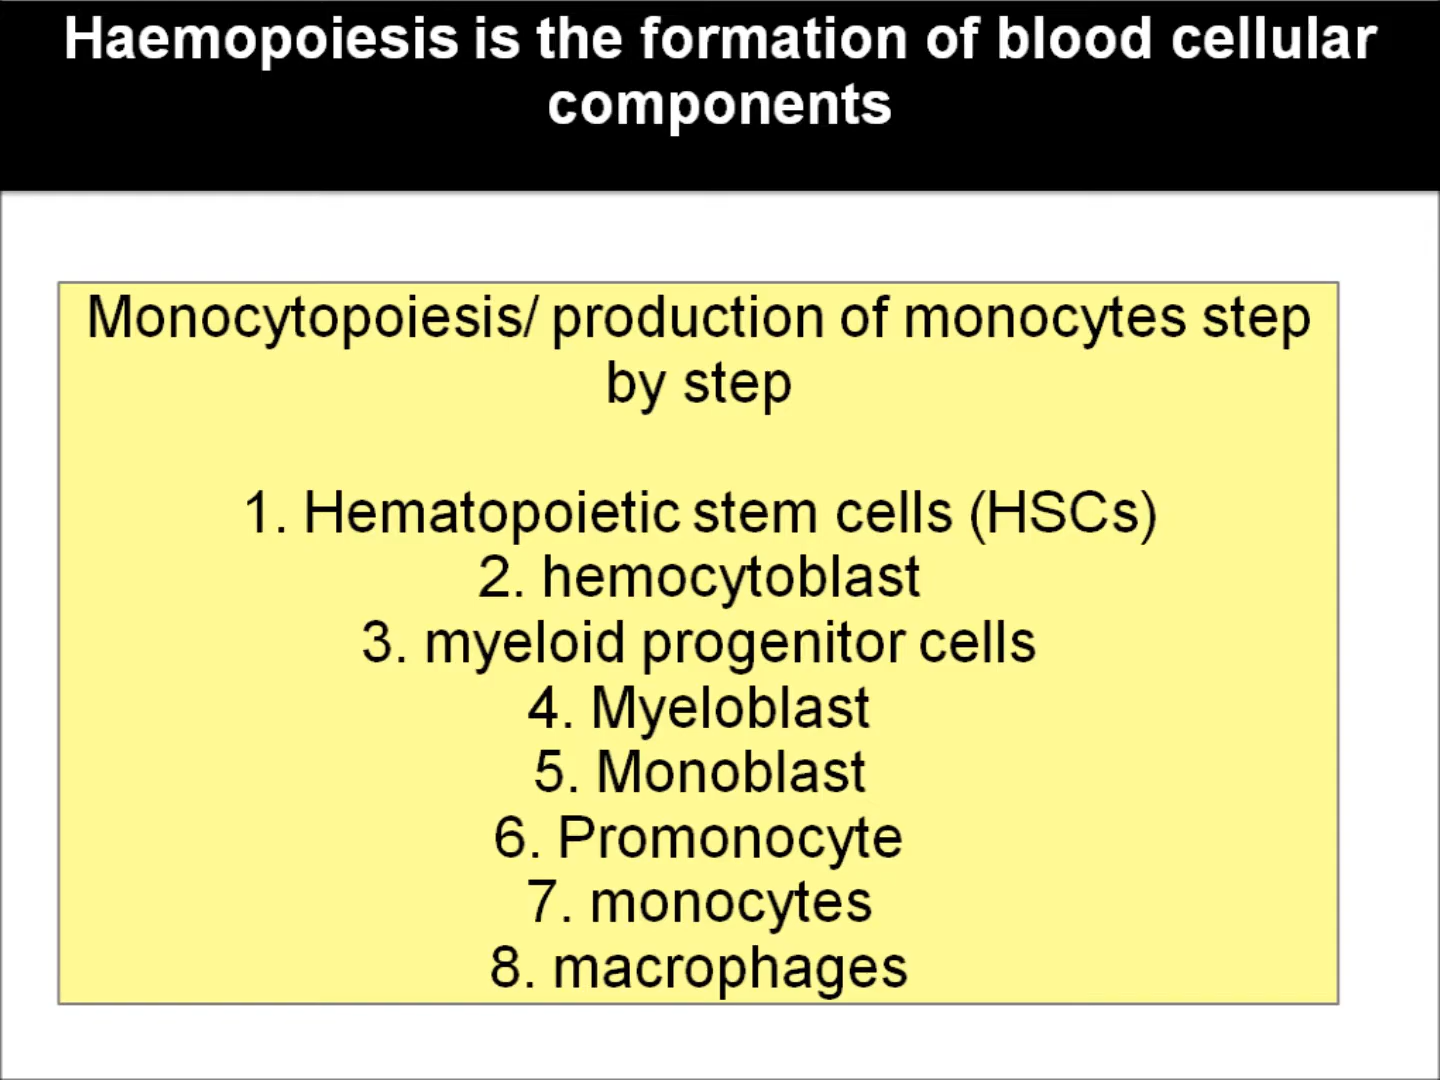 Haemopoiesis is the formation of blood cellular
components
Monocytopoiesis/ production of monocytes step
by step
1. Hematopoietic stem cells (HSCs)
2. hemocytoblast
3. myeloid progenitor cells
4. Myeloblast
5. Monoblast
6. Promonocyte
7. monocytes
8. macrophages